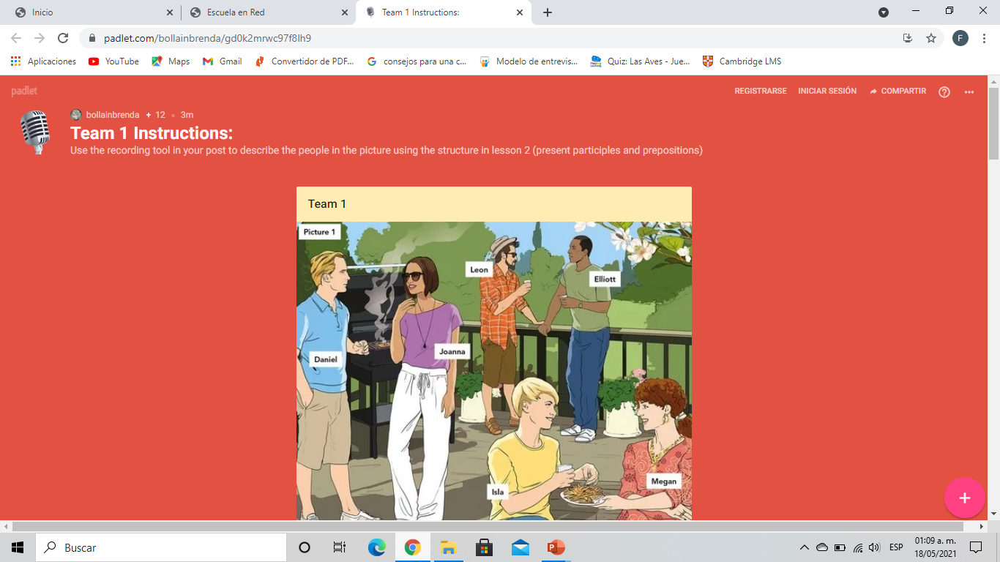 Inicio
Escuela en Red
Team 1 Instructions:
padlet.com/bollainbrenda/gd0k2mrwc97f8lh9
F
Aplicaciones
YouTube
Maps
Gmail
Convertidor de PDF...
consejos para una c...
Modelo de entrevis...
Quiz: Las Aves - Jue...
Cambridge LMS
padlet
REGISTRARSE
INICIAR SESIÓN
COMPARTIR
bollainbrenda + 12 • 3m
Team 1 Instructions:
Use the recording tool in your post to describe the people in the picture using the structure in lesson 2 (present participles and prepositions)
Team 1
Picture 1
Leon
Elliott
Joanna
Daniel
Megan
Isla
Buscar
ESP
01:09 a. m.
18/05/2021